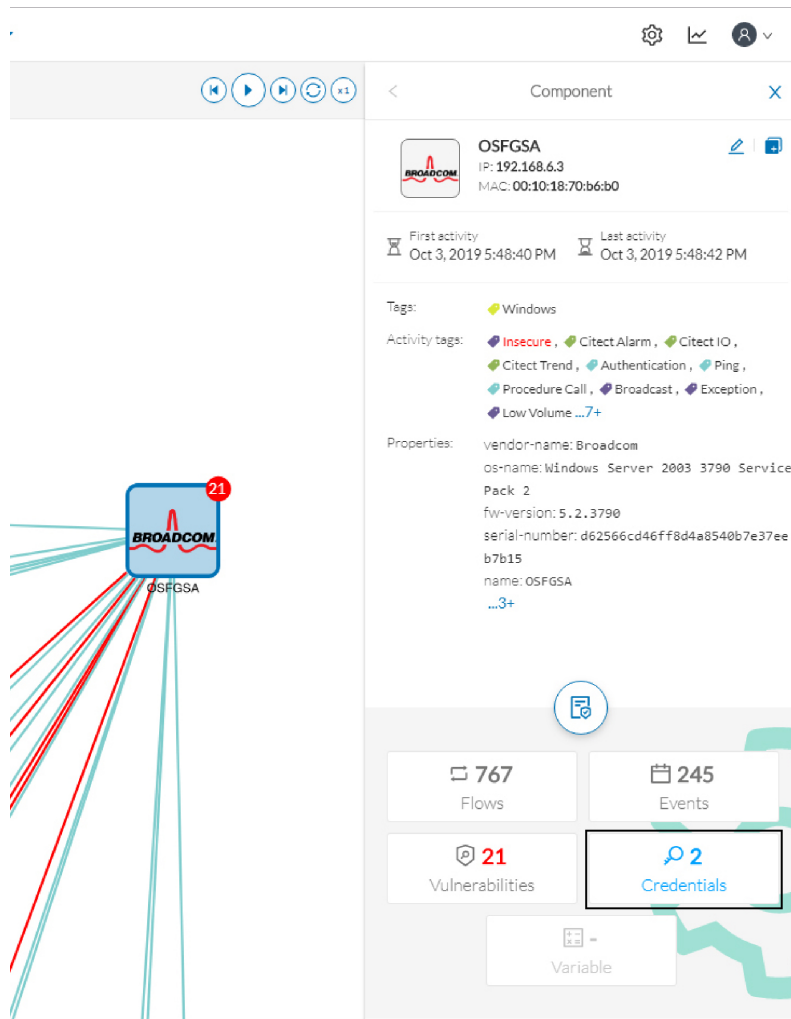 x1
Component
BROADCOM
OSFGSA
IP: 192.168.6.3
MAC: 00:10:18:70:b6:b0
First activity
Oct 3, 2019 5:48:40 PM
Last activity
Oct 3, 2019 5:48:42 PM
Tags:
Windows
Activity tags:
Insecure , Citect Alarm , Citect IO ,
Citect Trend , Authentication , Ping ,
Procedure Call , Broadcast , Exception ,
Low Volume ...7+
Properties:
vendor-name: Broadcom
os-name: Windows Server 2003 3790 Service
Pack 2
fw-version: 5.2.3790
serial-number: d62566cd46ff8d4a8540b7e37ee
b7b15
name: OSFGSA
...3+
21
BROADCOM
OSFGSA
767
Flows
245
Events
21
Vulnerabilities
2
Credentials
-
Variable